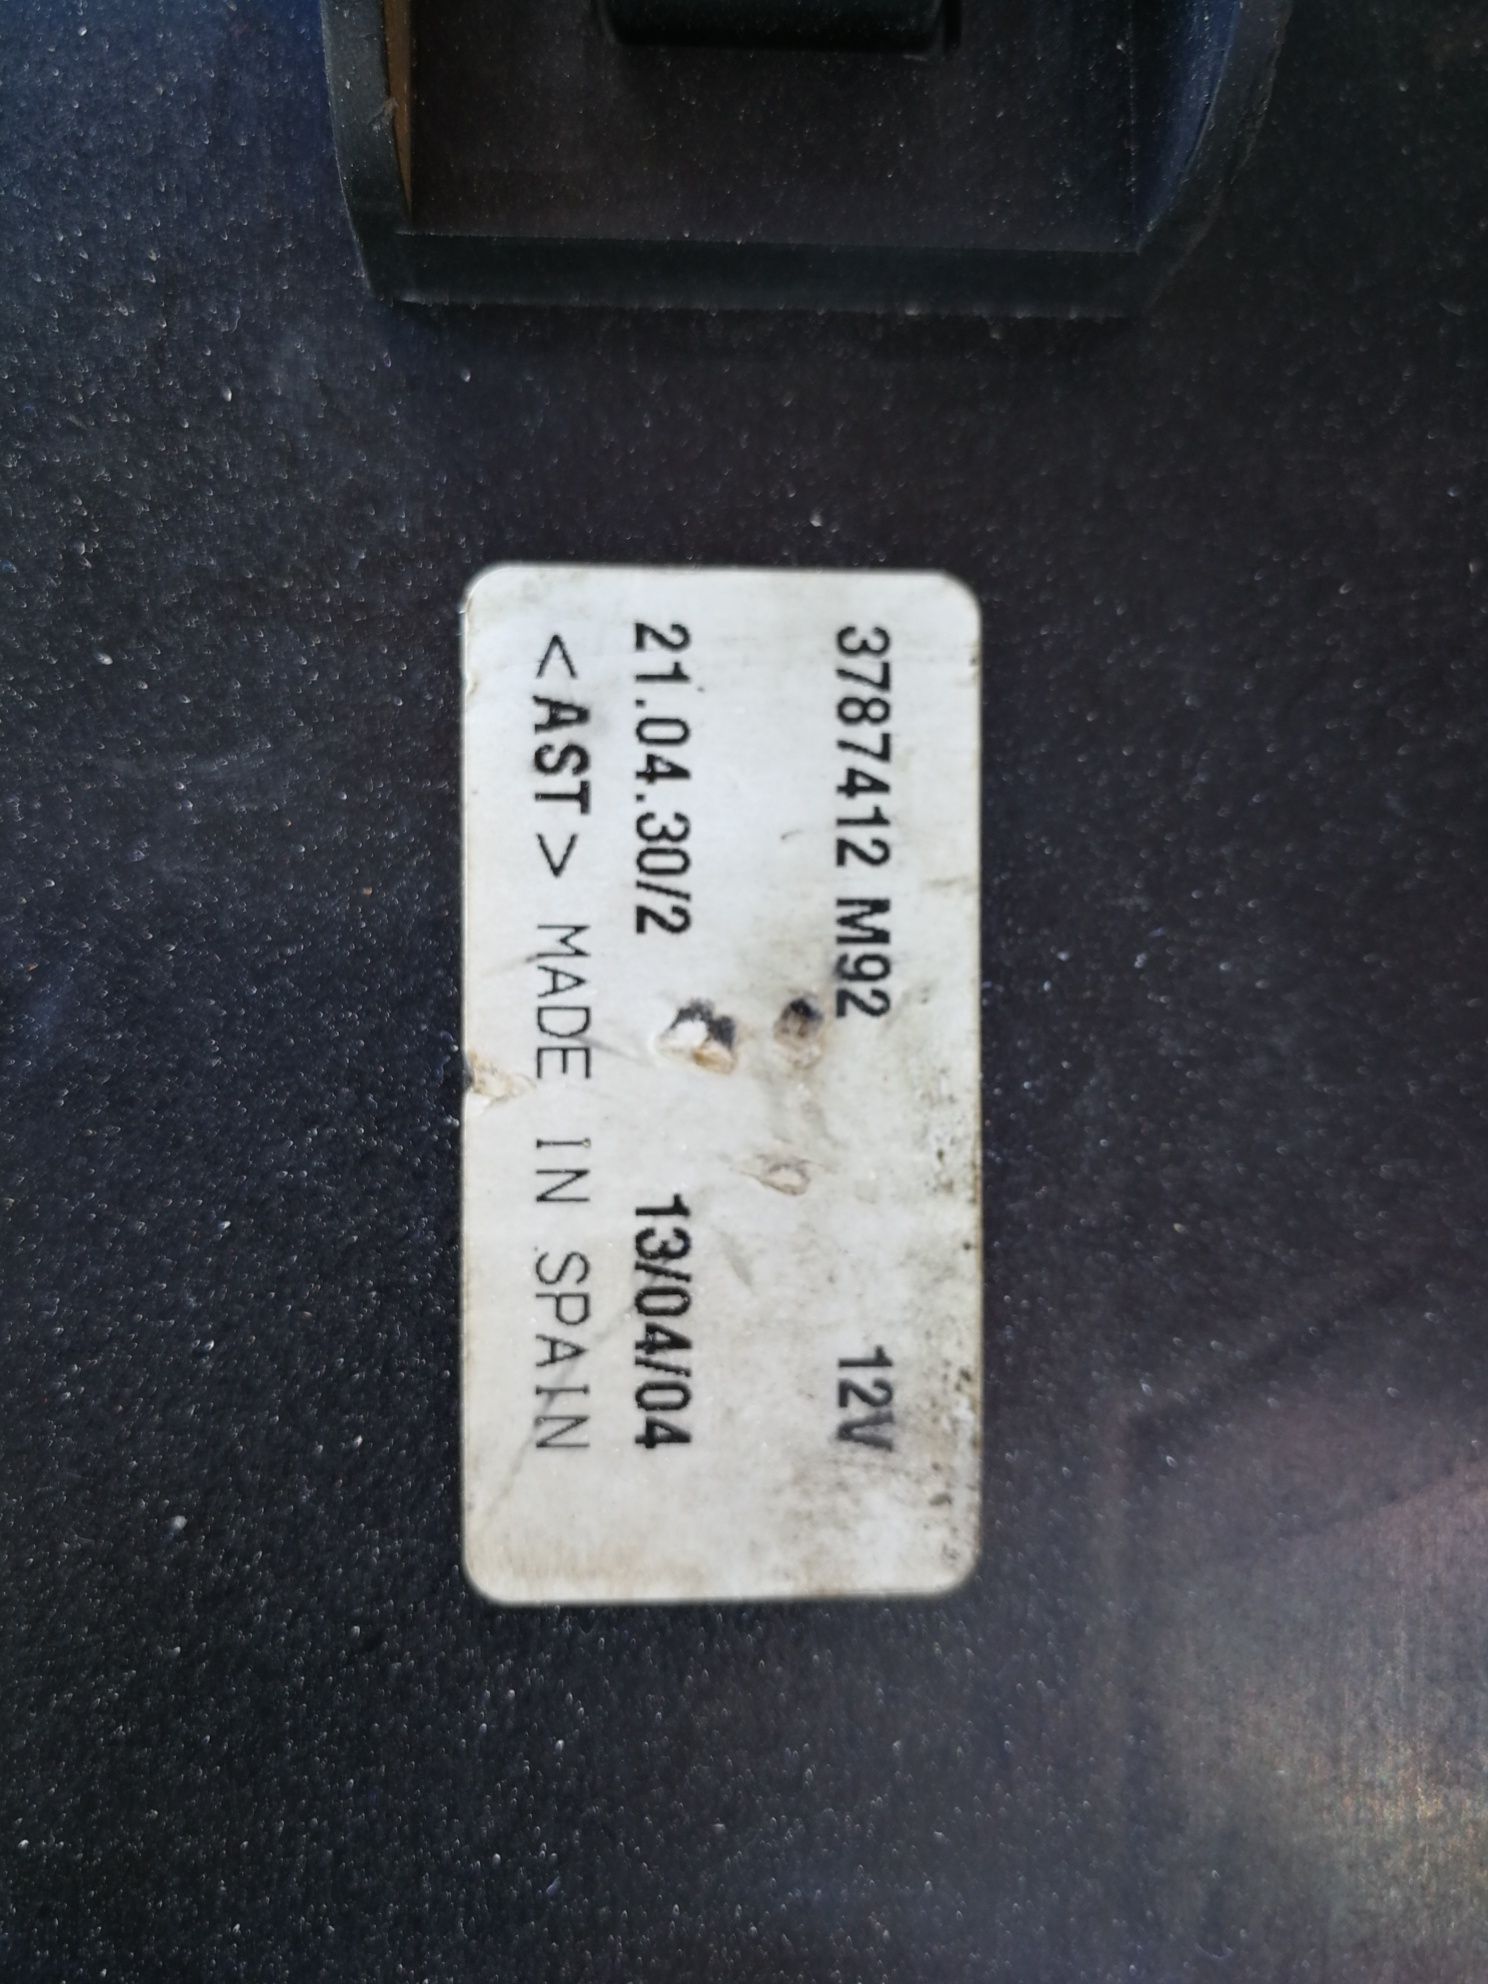 3787412 M92 12V
21.04.30/2 13/04/04
<AST> MADE IN SPAIN